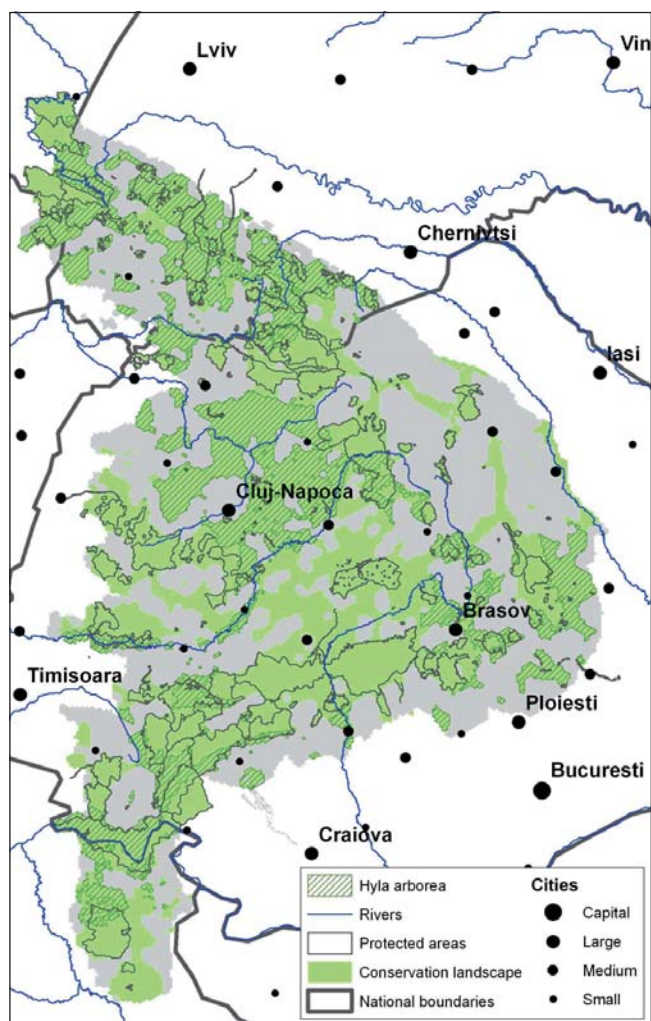 Lviv
Vin
Chernivtsi
Iasi
Cluj-Napoca
Brasov
Timisoara
Ploiesti
Bucuresti
Craiova
Hyla arborea
Rivers
Protected areas
Conservation landscape
National boundaries
Cities
Capital
Large
Medium
Small